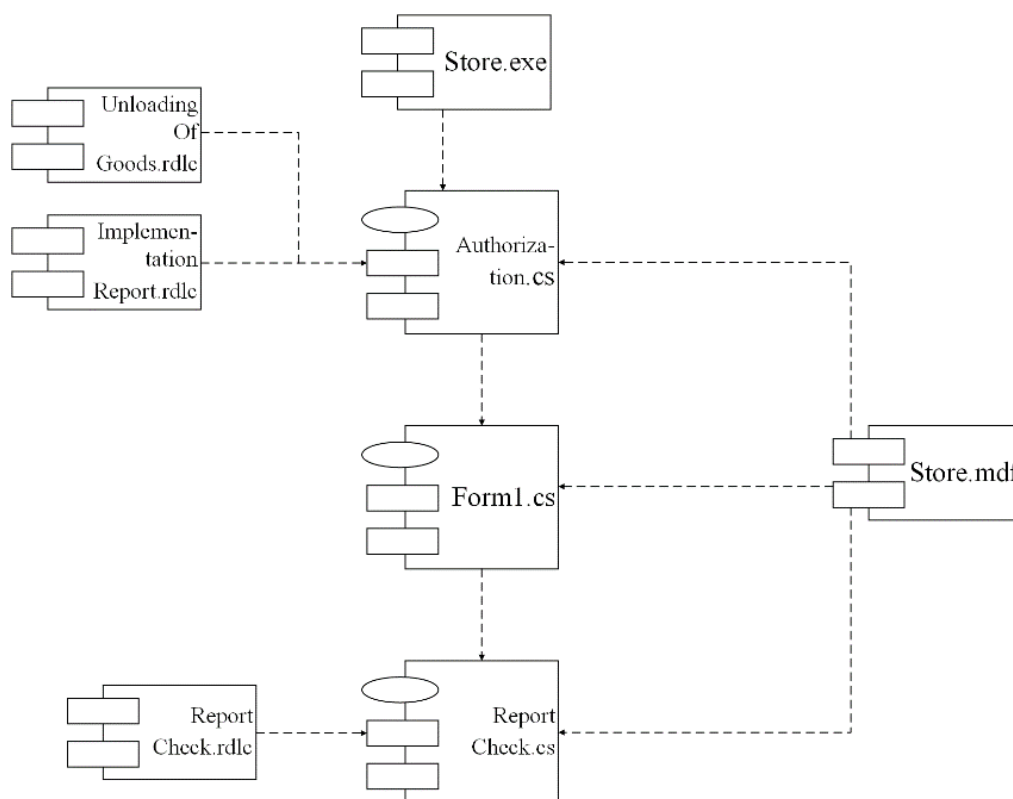 Store.exe
Unloading
Of
Goods.rdlc
Implemen-
tation
Report.rdlc
Authoriza-
tion.cs
Form1.cs
Store.mdf
Report
Check.rdlc
Report
Check.cs